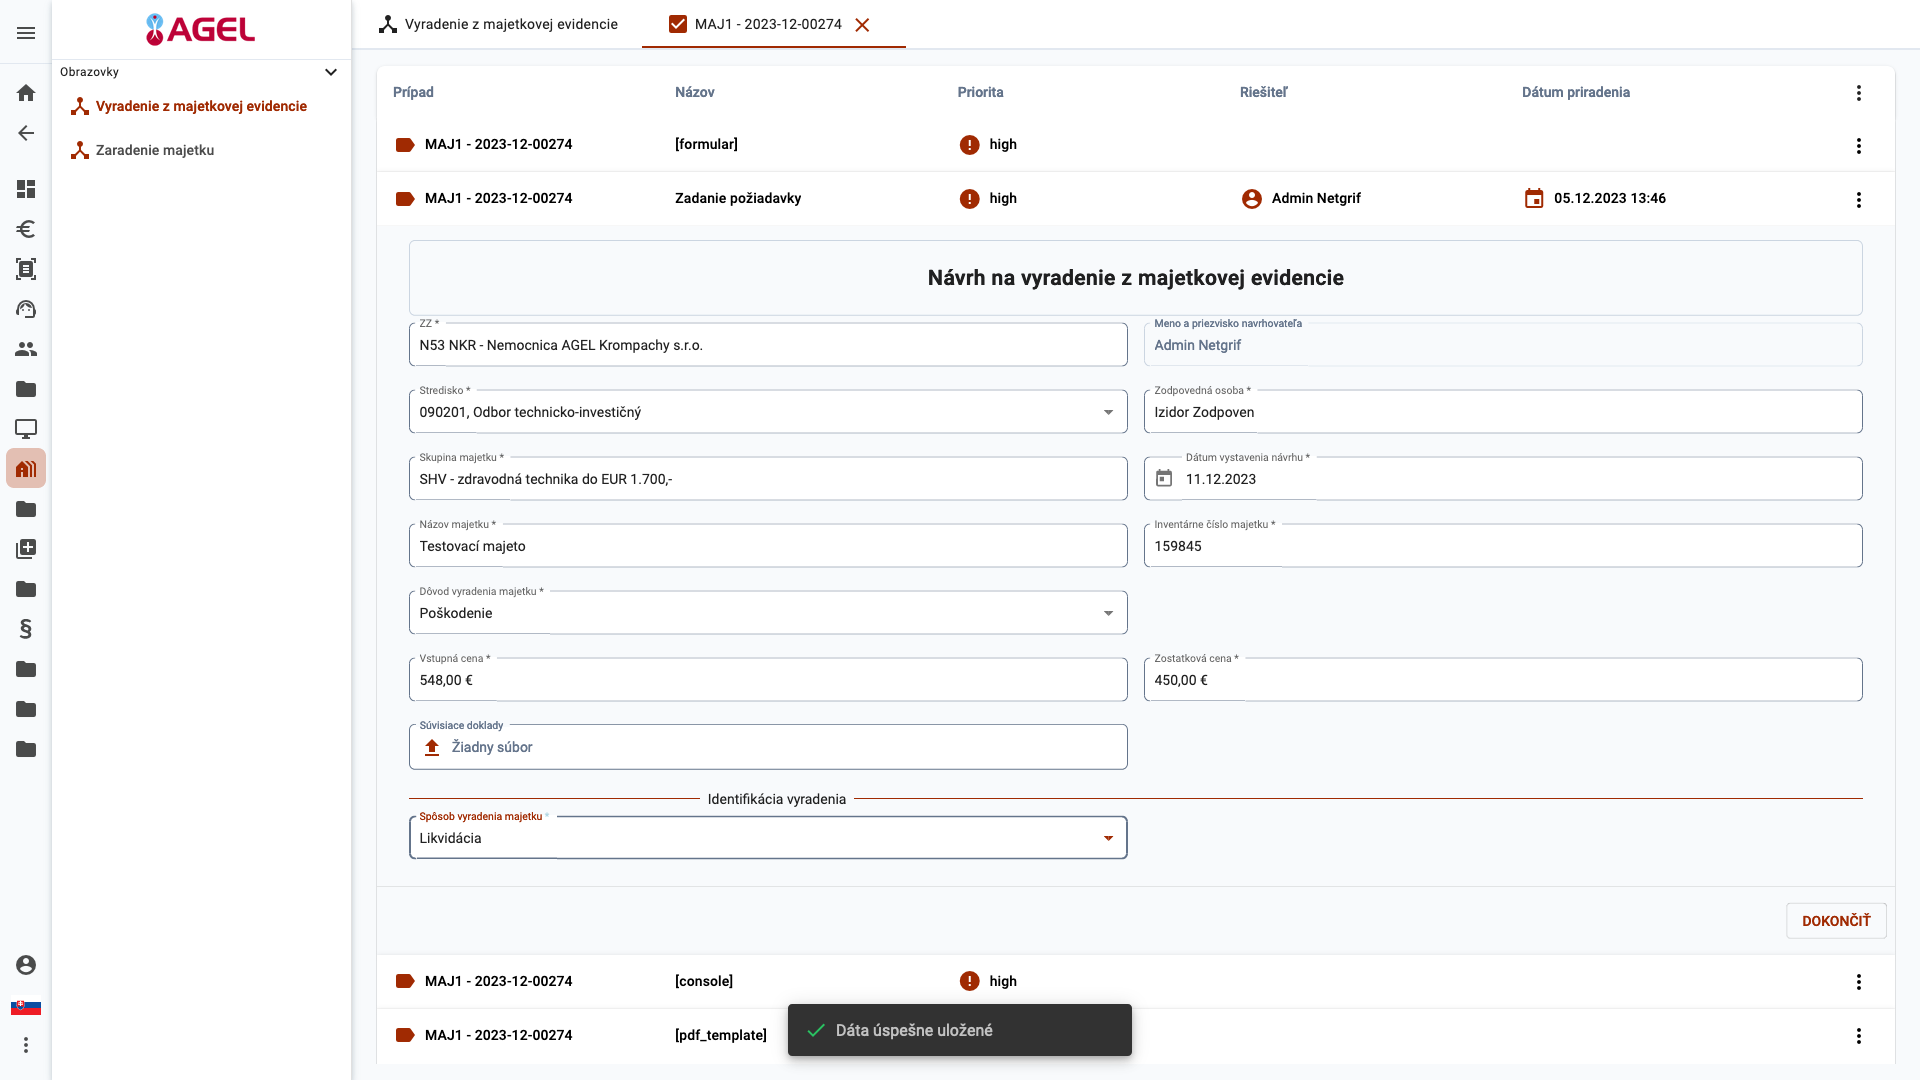 AGEL
Obrazovky
Vyradenie z majetkovej evidencie
Zaradenie majetku
§
Vyradenie z majetkovej evidencie
MAJ1 - 2023-12-00274
Prípad Názov Priorita Riešiteľ Dátum priradenia
MAJ1 - 2023-12-00274 [formular] high
MAJ1 - 2023-12-00274 Zadanie požiadavky high Admin Netgrif 05.12.2023 13:46
Návrh na vyradenie z majetkovej evidencie
ZZ * Meno a priezvisko navrhovateľa
N53 NKR - Nemocnica AGEL Krompachy s.r.o. Admin Netgrif
Stredisko * Zodpovedná osoba *
090201, Odbor technicko-investičný Izidor Zodpoven
Skupina majetku * Dátum vystavenia návrhu *
SHV - zdravodná technika do EUR 1.700,- 11.12.2023
Názov majetku * Inventárne číslo majetku *
Testovací majeto 159845
Dôvod vyradenia majetku *
Poškodenie
Vstupná cena * Zostatková cena *
548,00 € 450,00 €
Súvisiace doklady
Žiadny súbor
Identifikácia vyradenia
Spôsob vyradenia majetku *
Likvidácia
DOKONČIŤ
MAJ1 - 2023-12-00274 [console] high
MAJ1 - 2023-12-00274 [pdf_template]
Dáta úspešne uložené